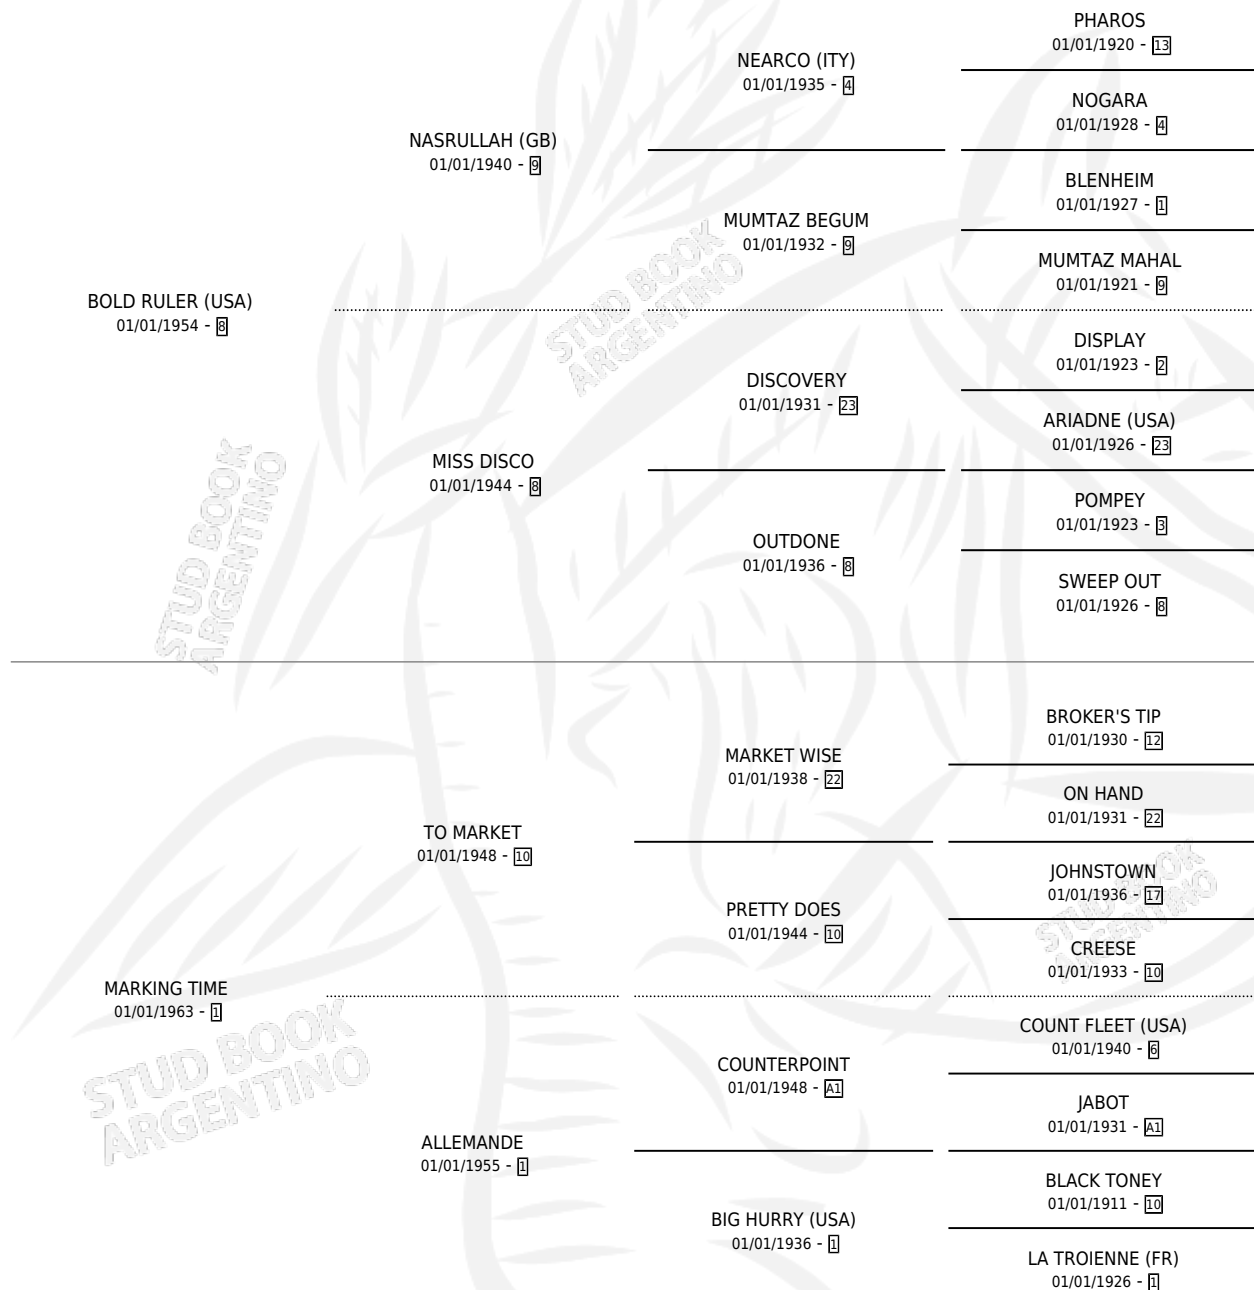 PHAROS
01/01/1920 - 13
NEARCO (ITY)
01/01/1935 - 4
NOGARA
01/01/1928 - 4
NASRULLAH (GB)
01/01/1940 - 9
BLENHEIM
01/01/1927 - 1
MUMTAZ BEGUM
01/01/1932 - 9
MUMTAZ MAHAL
01/01/1921 - 9
BOLD RULER (USA)
01/01/1954 - 8
DISPLAY
01/01/1923 - 2
DISCOVERY
01/01/1931 - 23
ARIADNE (USA)
01/01/1926 - 23
MISS DISCO
01/01/1944 - 8
POMPEY
01/01/1923 - 3
OUTDONE
01/01/1936 - 8
SWEEP OUT
01/01/1926 - 8
BROKER'S TIP
01/01/1930 - 12
MARKET WISE
01/01/1938 - 22
ON HAND
01/01/1931 - 22
TO MARKET
01/01/1948 - 10
JOHNSTOWN
01/01/1936 - 17
PRETTY DOES
01/01/1944 - 10
CREESE
01/01/1933 - 10
MARKING TIME
01/01/1963 - 1
COUNT FLEET (USA)
01/01/1940 - 6
COUNTERPOINT
01/01/1948 - A1
JABOT
01/01/1931 - A1
ALLEMANDE
01/01/1955 - 1
BLACK TONEY
01/01/1911 - 10
BIG HURRY (USA)
01/01/1936 - 1
LA TROIENNE (FR)
01/01/1926 - 1
STUD BOOK
ARGENTINO
STUD BOOK
ARGENTINO
STUD BOOK
ARGENTINO
STUD BOOK
ARGENTINO